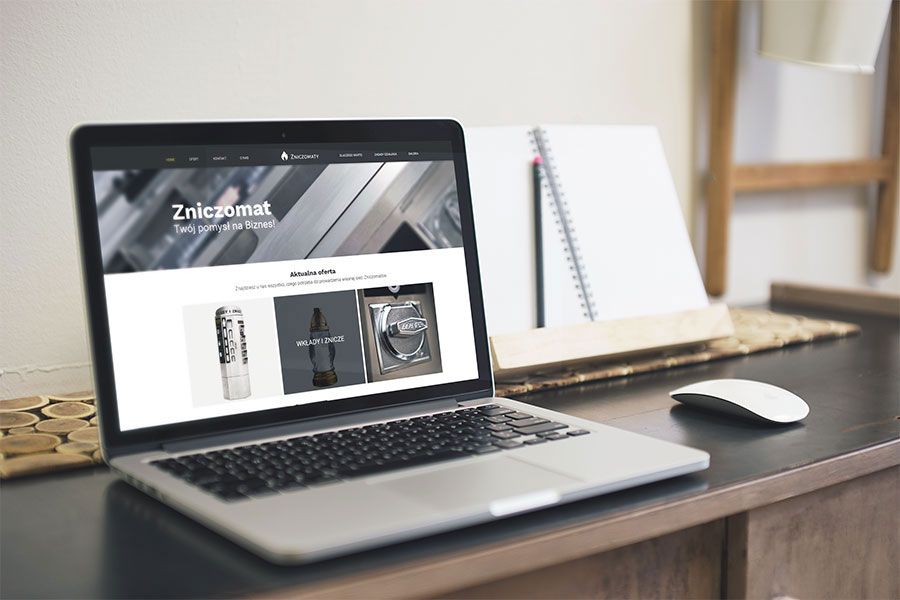 HOME OFERTA KONTAKT O NAS ZNICZOMATY DLACZEGO WARTO ZASADY DZIAŁANIA GALERIA
Zniczomat
Twój pomysł na Biznes!
Aktualna oferta
Znajdziesz u nas wszystko, czego potrzeba do prowadzenia własnej sieci Zniczomatów
WKŁADY I ZNICZE